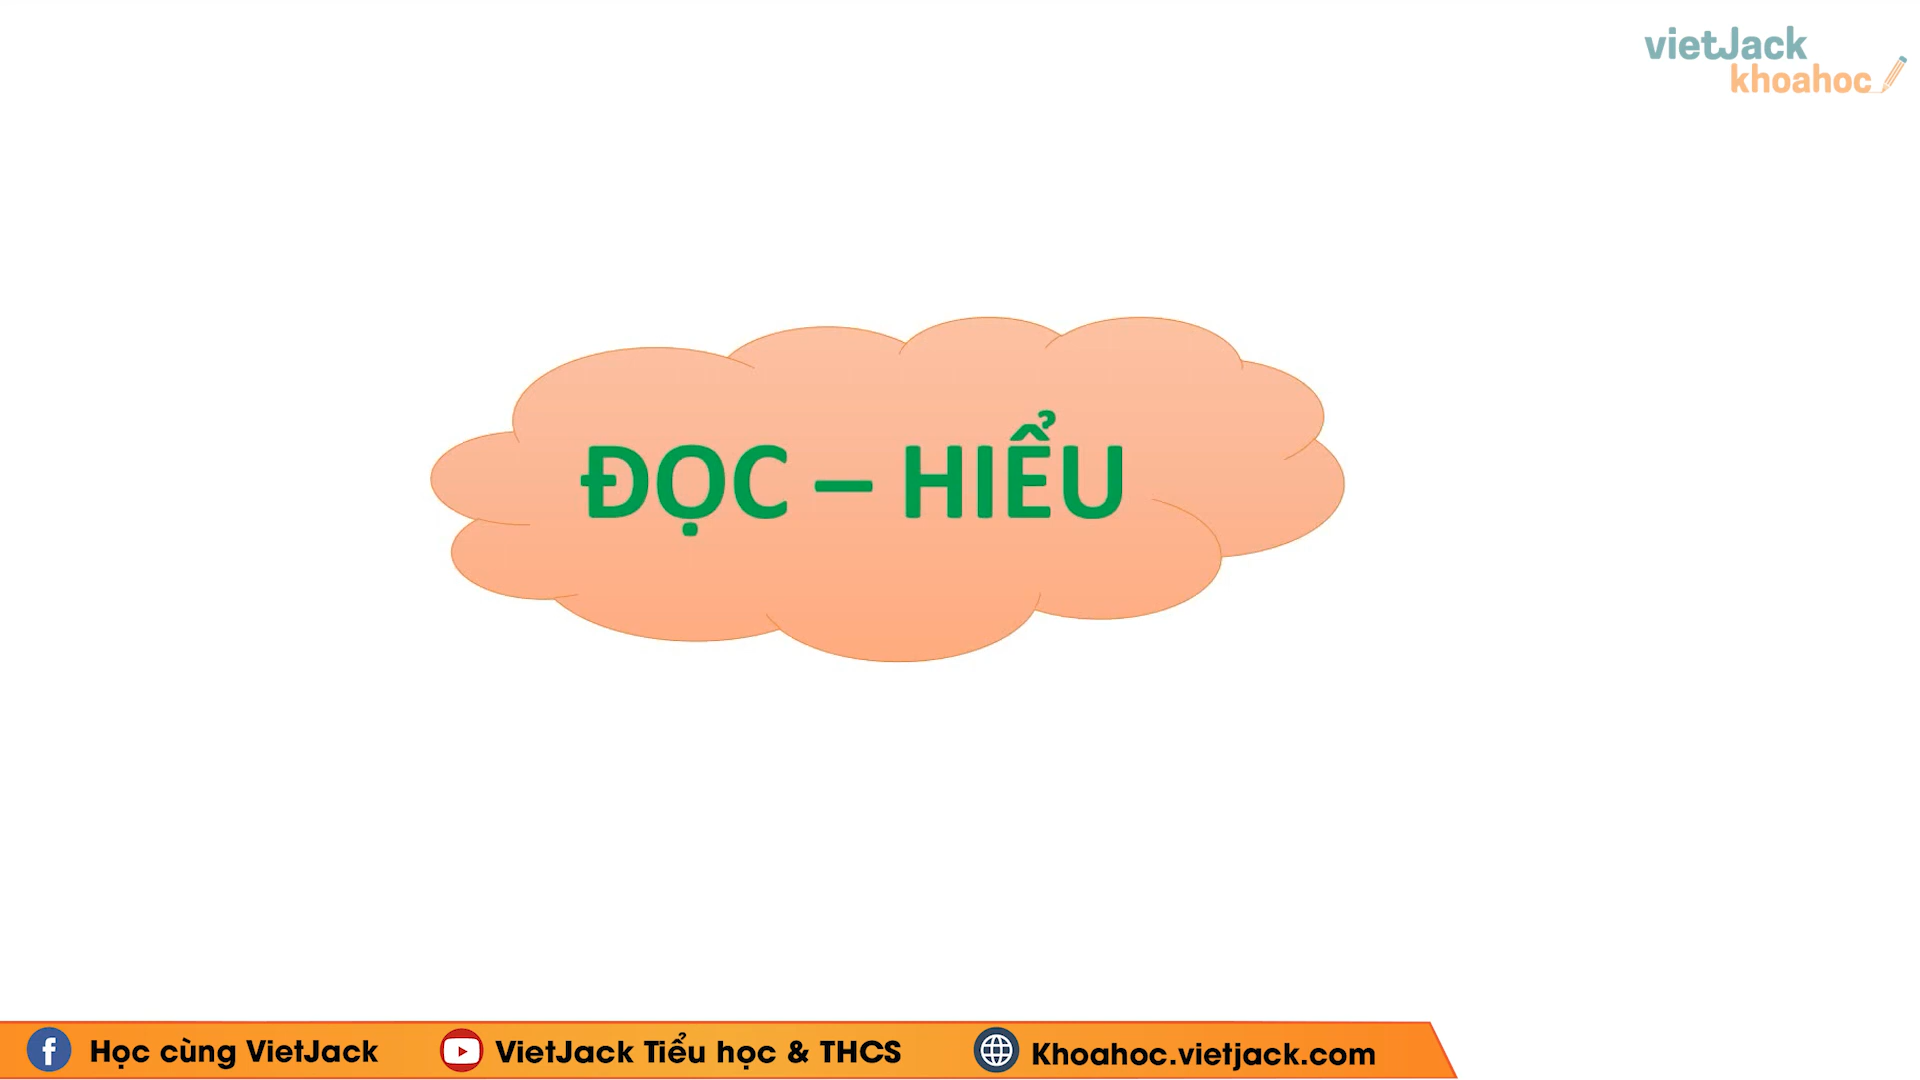 vietJack
khoahoc
ĐỌC – HIỂU
Học cùng VietJack
VietJack Tiểu học & THCS
Khoahoc.vietjack.com